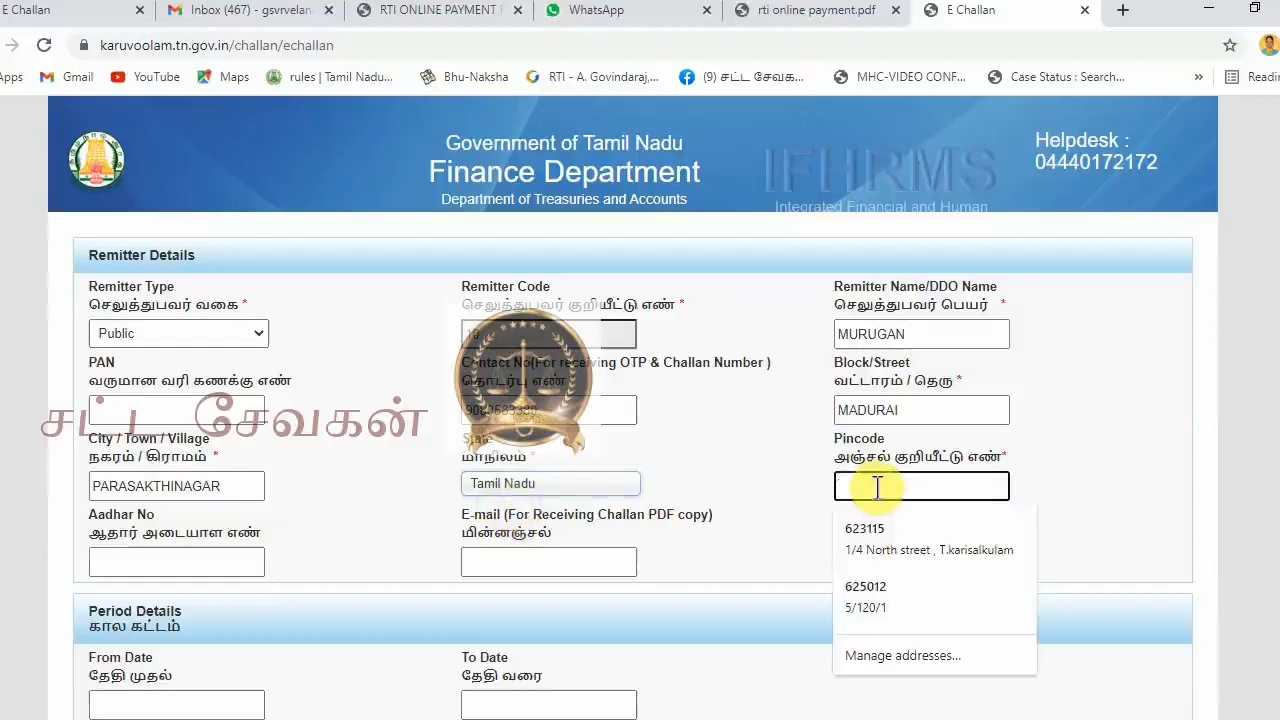 E Challan
Inbox (467) - gsvrvelan
RTI ONLINE PAYMENT
WhatsApp
rti online payment.pdf
E Challan
karuvoolam.tn.gov.in/challan/echallan
Apps
Gmail
YouTube
Maps
rules | Tamil Nadu...
Bhu-Naksha
RTI - A. Govindaraj,...
(9) சட்ட சேவக...
MHC-VIDEO CONF...
Case Status : Search...
»
Readin
Government of Tamil Nadu
Finance Department
Department of Treasuries and Accounts
IFHRMS
Integrated Financial and Human
Helpdesk :
04440172172
Remitter Details
Remitter Type
செலுத்துபவர் வகை *
Public
Remitter Code
செலுத்துபவர் குறியீட்டு எண் *
Remitter Name/DDO Name
செலுத்துபவர் பெயர் *
MURUGAN
PAN
வருமான வரி கணக்கு எண்
Contact No(For receiving OTP & Challan Number )
தொடர்பு எண்
Block/Street
வட்டாரம் / தெரு *
MADURAI
சட்ட சேவகன்
City / Town / Village
நகரம் / கிராமம் *
PARASAKTHINAGAR
State
மாநிலம் *
Tamil Nadu
Pincode
அஞ்சல் குறியீட்டு எண்*
623115
1/4 North street , T.karisalkulam
625012
5/120/1
Manage addresses...
Aadhar No
ஆதார் அடையாள எண்
E-mail (For Receiving Challan PDF copy)
மின்னஞ்சல்
Period Details
கால கட்டம்
From Date
தேதி முதல்
To Date
தேதி வரை